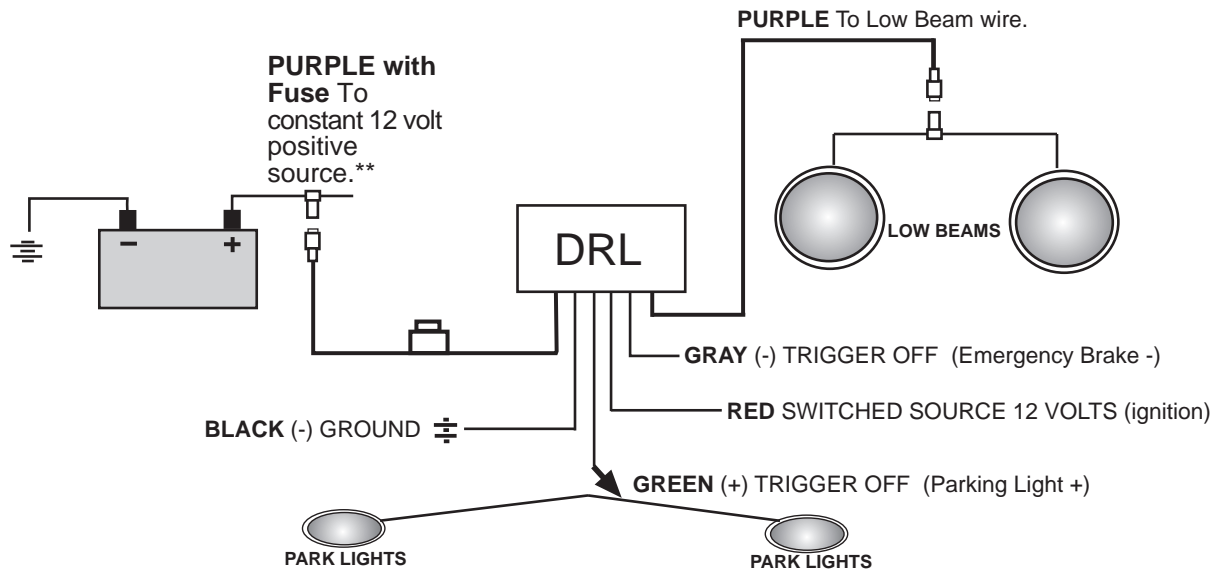 PURPLE To Low Beam wire.
PURPLE with
Fuse To
constant 12 volt
positive
source.**
– +
DRL
LOW BEAMS
GRAY (-) TRIGGER OFF (Emergency Brake -)
RED SWITCHED SOURCE 12 VOLTS (ignition)
BLACK (-) GROUND
GREEN (+) TRIGGER OFF (Parking Light +)
PARK LIGHTS
PARK LIGHTS